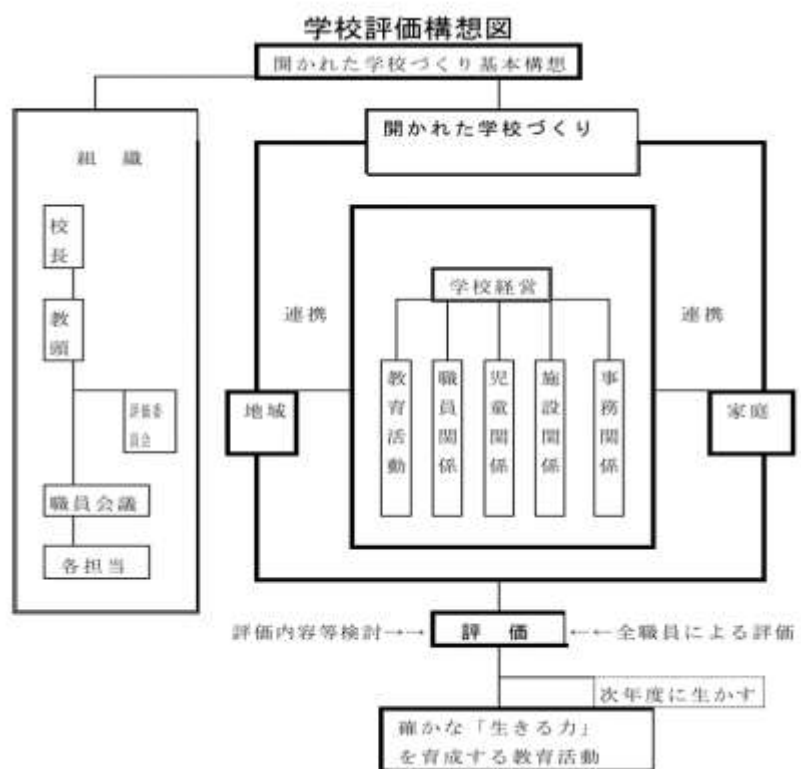 学校評価構想図
開かれた学校づくり基本構想
開かれた学校づくり
組 織
校長
教頭
評価委
員会
職員会議
各担当
学校経営
教育活動
職員関係
児童関係
施設関係
事務関係
連携
連携
地域
家庭
評価内容等検討→→
評 価
←←全職員による評価
次年度に生かす
確かな「生きる力」
を育成する教育活動